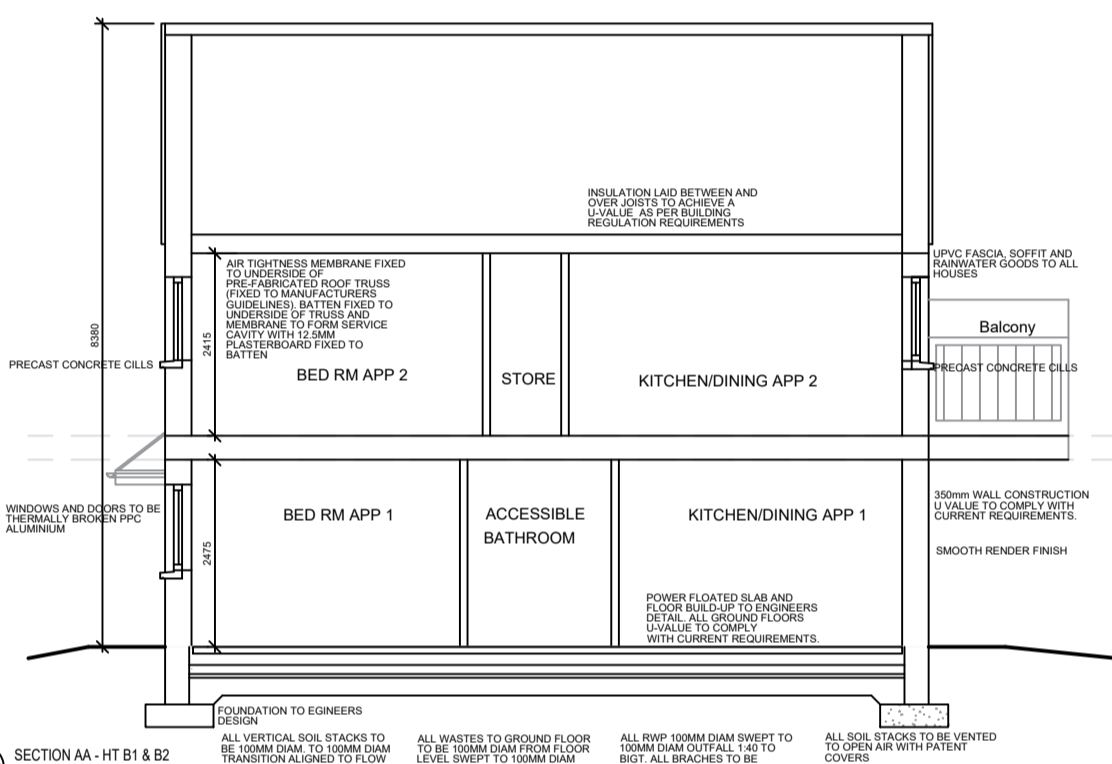 INSULATION LAID BETWEEN AND
OVER JOISTS TO ACHIEVE A
U-VALUE AS PER BUILDING
REGULATION REQUIREMENTS
AIR TIGHTNESS MEMBRANE FIXED
TO UNDERSIDE OF
PRE-FABRICATED ROOF TRUSS
(FIXED TO MANUFACTURERS
GUIDELINES). BATTEN FIXED TO
UNDERSIDE OF TRUSS AND
MEMBRANE TO FORM SERVICE
CAVITY WITH 12.5MM
PLASTERBOARD FIXED TO
BATTEN
UPVC FASCIA, SOFFIT AND
RAINWATER GOODS TO ALL
HOUSES
8380
2415
Balcony
PRECAST CONCRETE CILLS
BED RM APP 2
STORE
KITCHEN/DINING APP 2
PRECAST CONCRETE CILLS
WINDOWS AND DOORS TO BE
THERMALLY BROKEN PPC
ALUMINIUM
2475
BED RM APP 1
ACCESSIBLE
BATHROOM
KITCHEN/DINING APP 1
350mm WALL CONSTRUCTION
U VALUE TO COMPLY WITH
CURRENT REQUIREMENTS.
SMOOTH RENDER FINISH
POWER FLOATED SLAB AND
FLOOR BUILD-UP TO ENGINEERS
DETAIL. ALL GROUND FLOORS
U-VALUE TO COMPLY
WITH CURRENT REQUIREMENTS.
FOUNDATION TO EGINEERS
DESIGN
ALL VERTICAL SOIL STACKS TO
BE 100MM DIAM. TO 100MM DIAM
TRANSITION ALIGNED TO FLOW
ALL WASTES TO GROUND FLOOR
TO BE 100MM DIAM FROM FLOOR
LEVEL SWEPT TO 100MM DIAM
ALL RWP 100MM DIAM SWEPT TO
100MM DIAM OUTFALL 1:40 TO
BIGT. ALL BRACHES TO BE
ALL SOIL STACKS TO BE VENTED
TO OPEN AIR WITH PATENT
COVERS
SECTION AA - HT B1 & B2